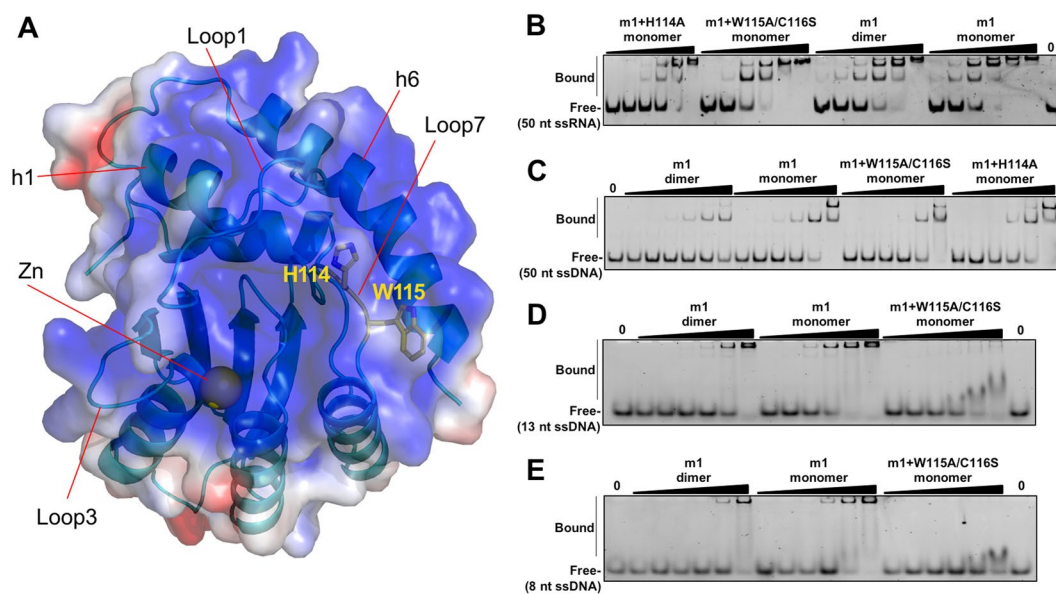 A
Loop1
h6
Loop7
h1
H114
Zn
W115
Loop3
B
m1+H114A m1+W115A/C116S m1 m1
monomer monomer dimer monomer 0
Bound
Free-
(50 nt ssRNA)
C
m1 m1 m1+W115A/C116S m1+H114A
0 dimer monomer monomer monomer
Bound
Free-
(50 nt ssDNA)
D
m1 m1 m1+W115A/C116S
0 dimer monomer monomer 0
Bound
Free-
(13 nt ssDNA)
E
m1 m1 m1+W115A/C116S
0 dimer monomer monomer 0
Bound
Free-
(8 nt ssDNA)